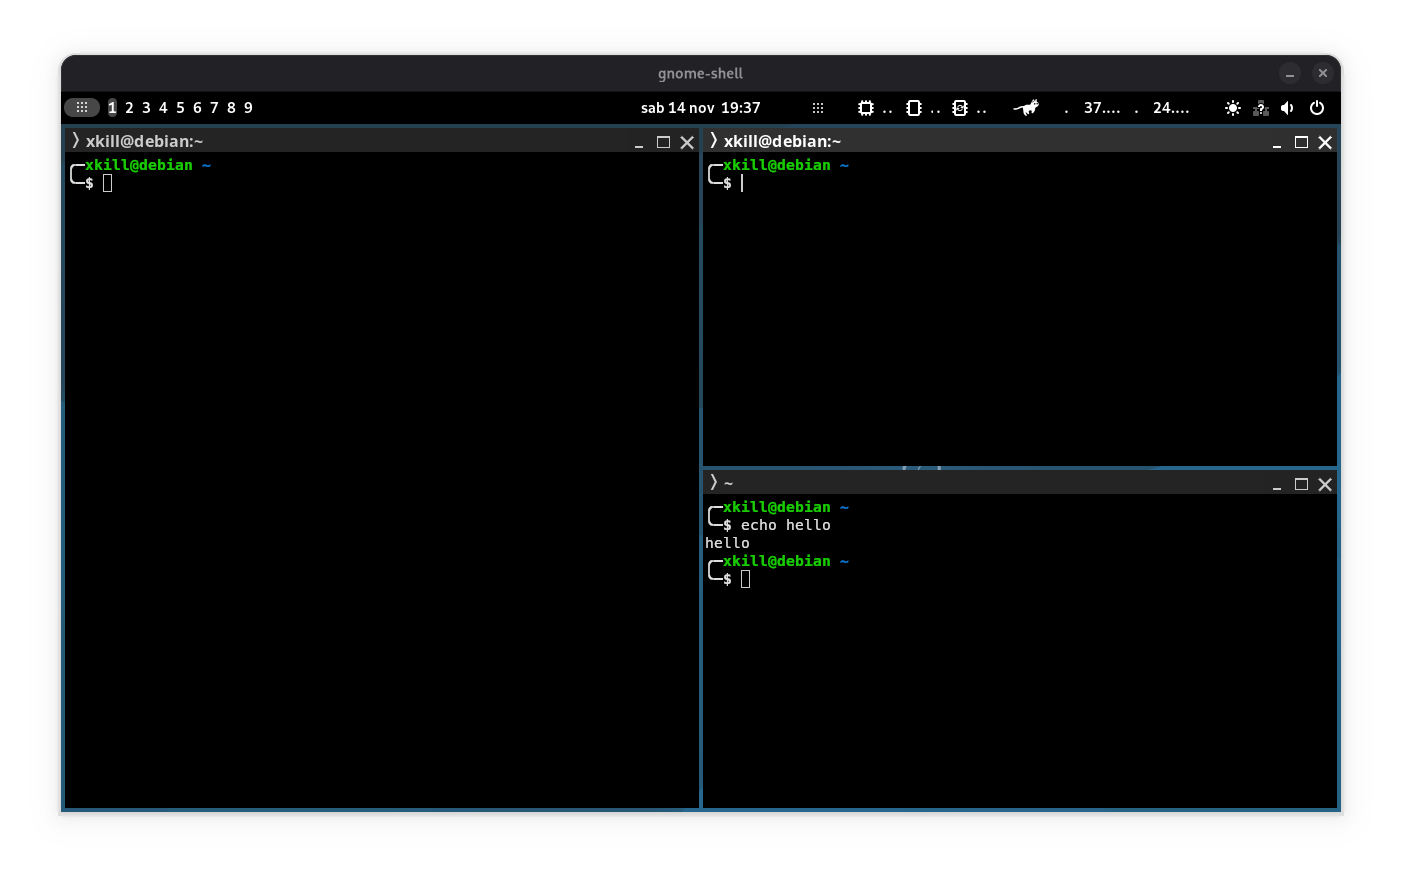 gnome-shell
1 2 3 4 5 6 7 8 9
sab 14 nov 19:37
.. .. .. . 37.... . 24....
xkill@debian:~
xkill@debian ~
$
xkill@debian:~
xkill@debian ~
$
~
xkill@debian ~
$ echo hello
hello
xkill@debian ~
$